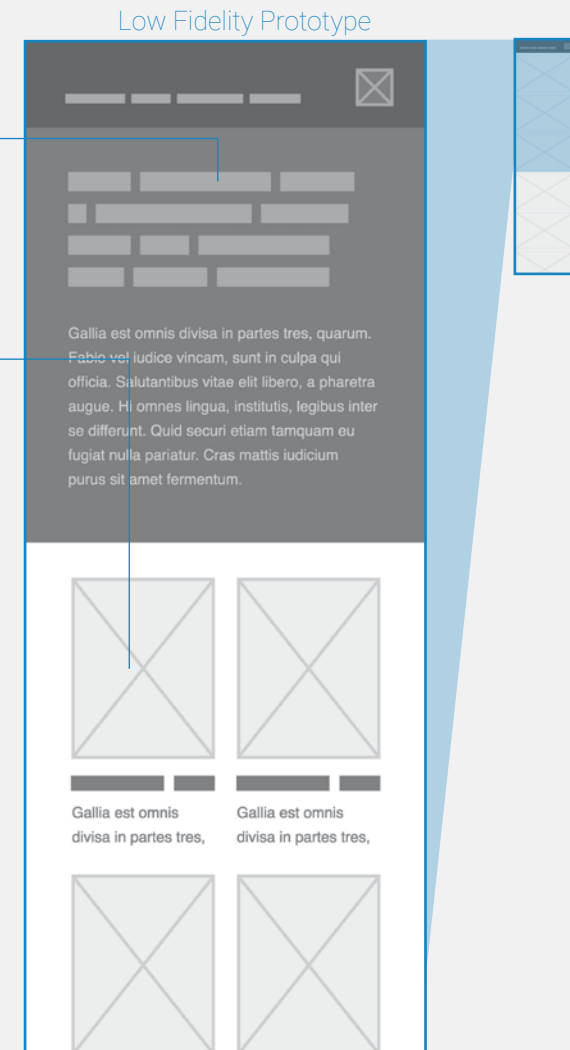 Low Fidelity Prototype
Gallia est omnis divisa in partes tres, quarum.
Fabio vel iudice vincam, sunt in culpa qui
officia. Salutantibus vitae elit libero, a pharetra
augue. Hi omnes lingua, institutis, legibus inter
se differunt. Quid securi etiam tamquam eu
fugiat nulla pariatur. Cras mattis iudicium
purus sit amet fermentum.
Gallia est omnis
divisa in partes tres,
Gallia est omnis
divisa in partes tres,